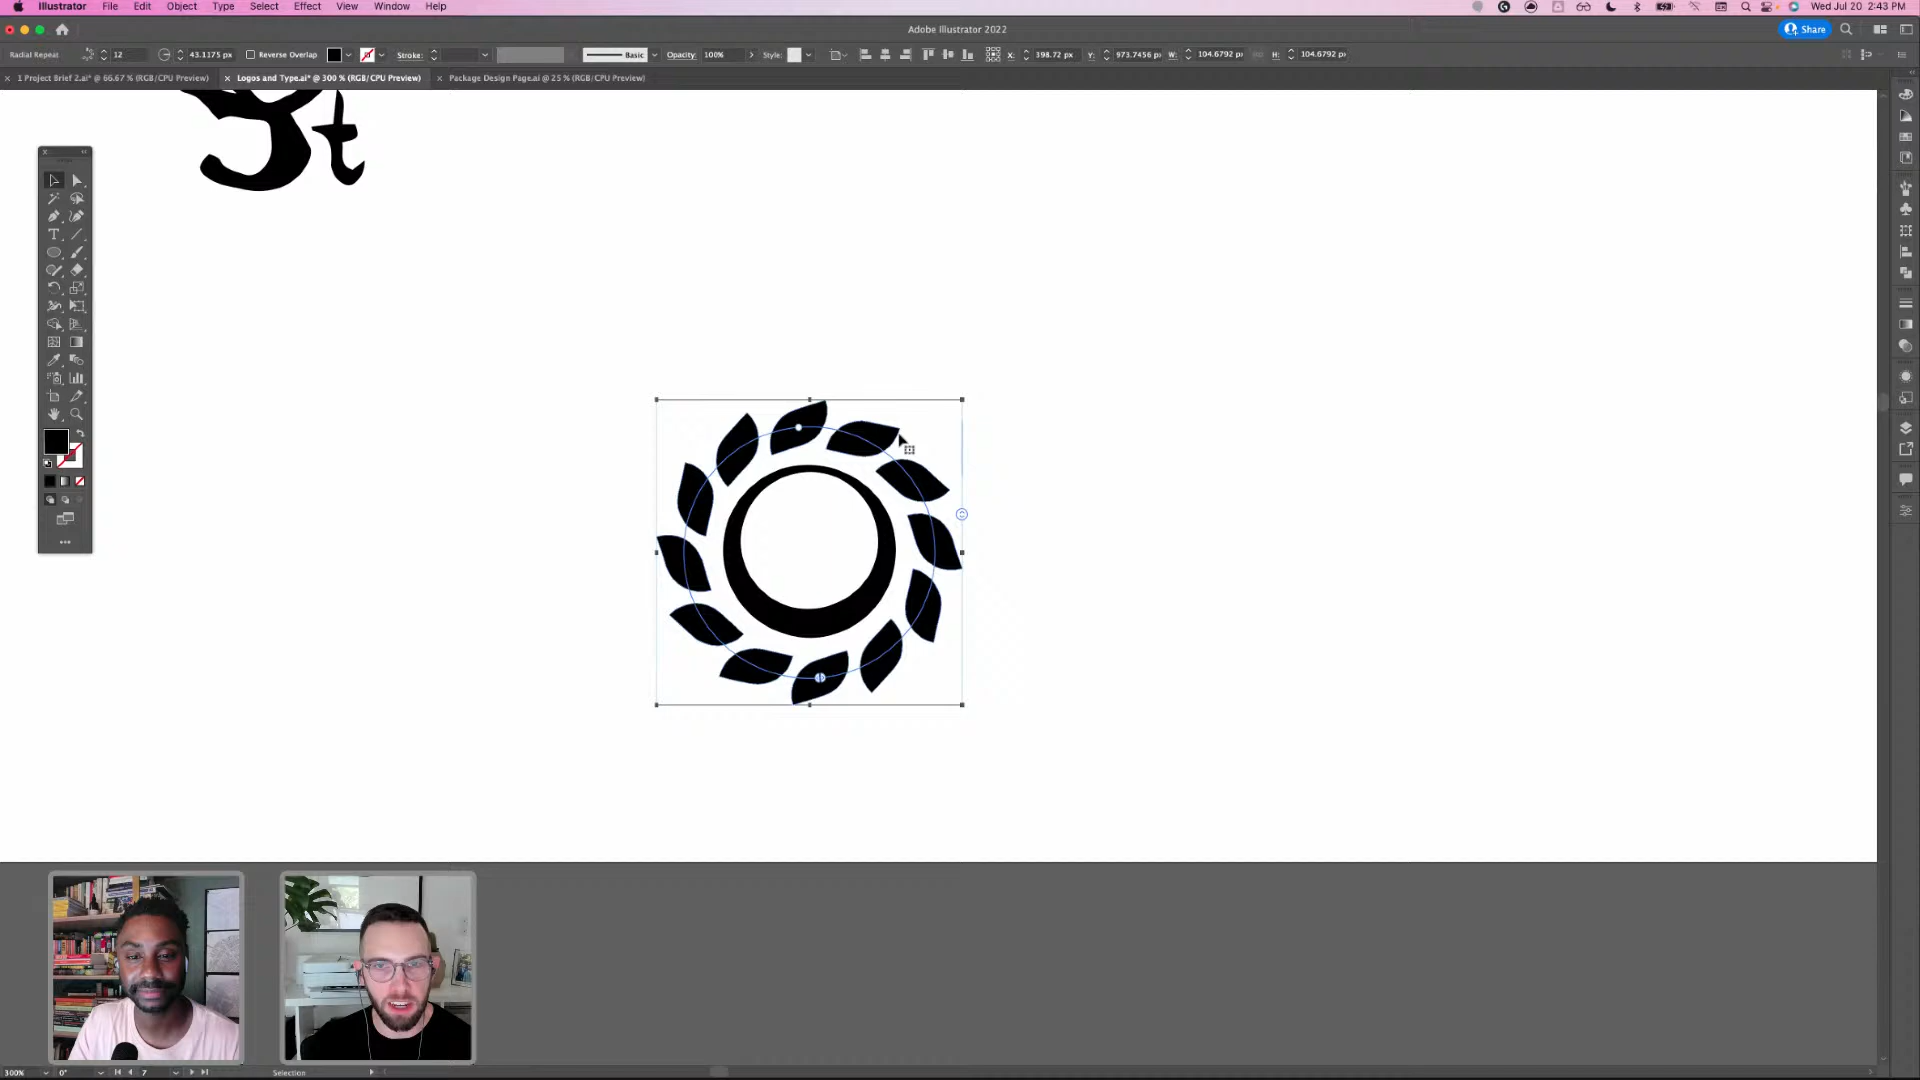 Illustrator File Edit Object Type Select Effect View Window Help
Wed Jul 20 2:43 PM
Adobe Illustrator 2022
Share
Radial Repeat 12 43.1175 px Reverse Overlap Stroke: Basic Opacity: 100% Style: X: 398.72 px Y: 973.7456 p W: 104.6792 p H: 104.6792 p
1 Project Brief 2.ai* @ 66.67 % (RGB/CPU Preview) Logos and Type.ai* @ 300 % (RGB/CPU Preview) Package Design Page.ai @ 25 % (RGB/CPU Preview)
t
300% 0° 7 Selection